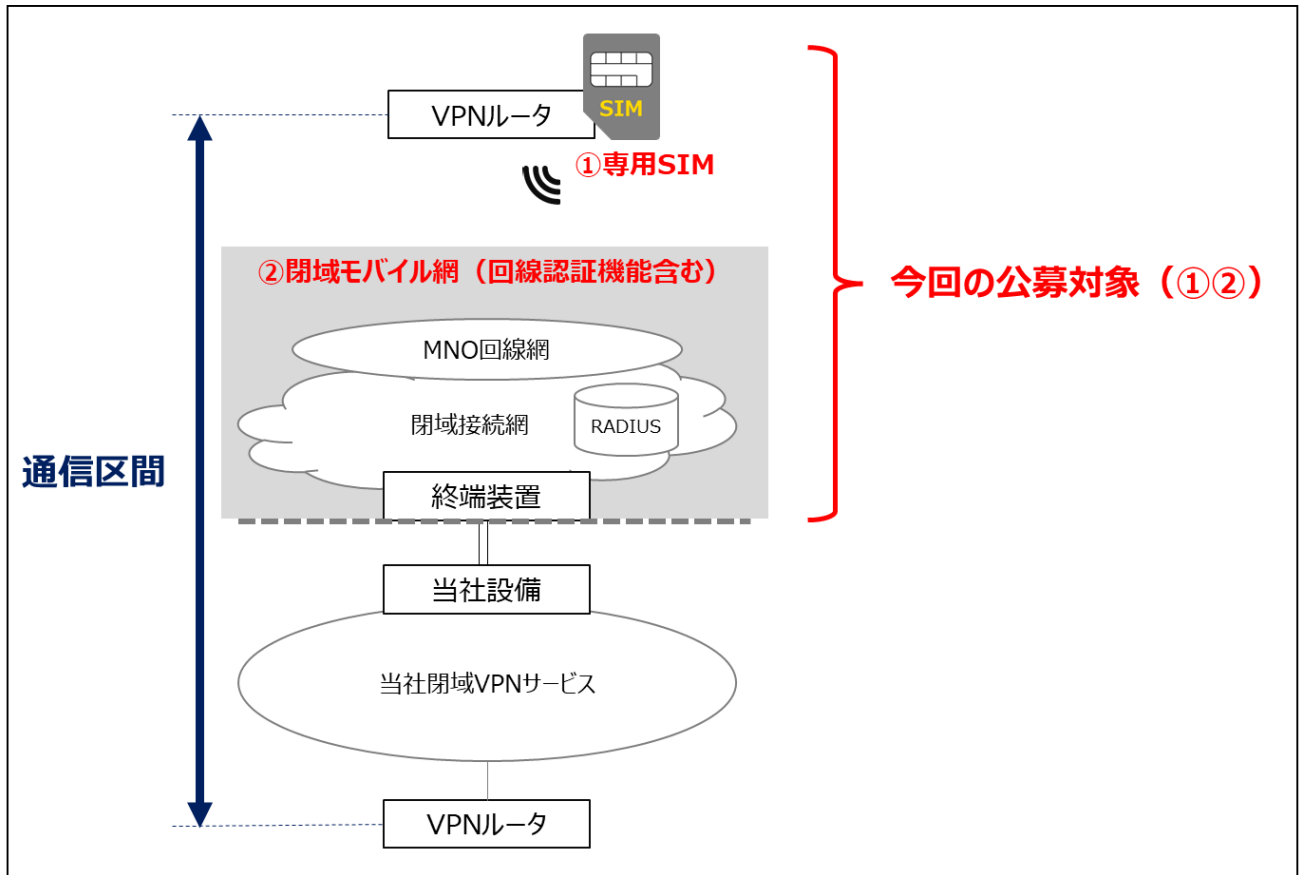 SIM
VPNルータ
①専用SIM
②閉域モバイル網（回線認証機能含む）
今回の公募対象（①②）
MNO回線網
閉域接続網
RADIUS
通信区間
終端装置
当社設備
当社閉域VPNサービス
VPNルータ